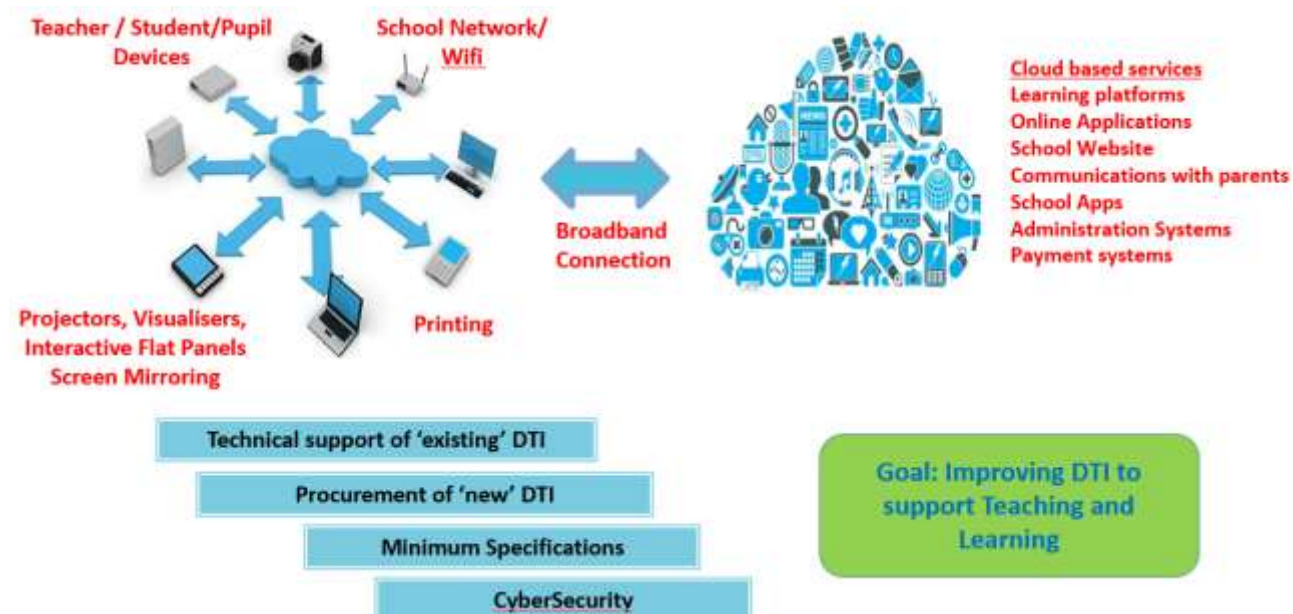 Teacher / Student/Pupil
Devices
School Network/
Wifi
Cloud based services
Learning platforms
Online Applications
School Website
Communications with parents
School Apps
Administration Systems
Payment systems
NEWS
Broadband
Connection
Projectors, Visualisers,
Interactive Flat Panels
Screen Mirroring
Printing
Technical support of ‘existing’ DTI
Procurement of ‘new’ DTI
Minimum Specifications
CyberSecurity
Goal: Improving DTI to
support Teaching and
Learning